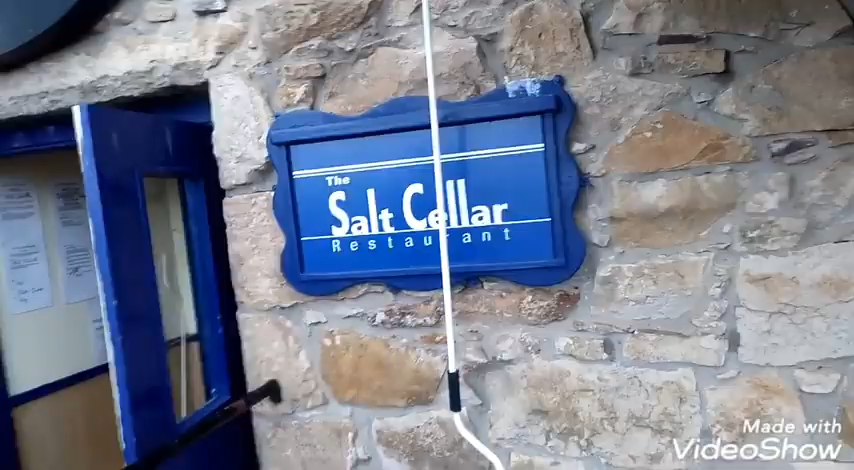 The
Salt Cellar
Restaurant
Made with
VideoShow